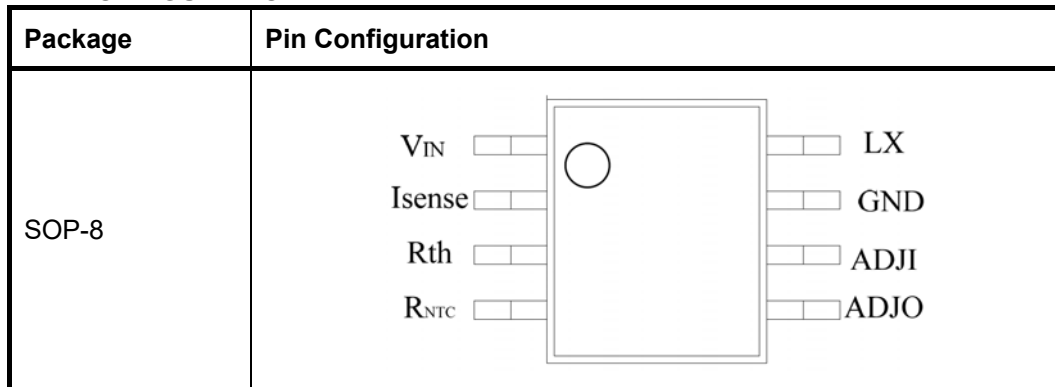 Package Pin Configuration
SOP-8
VIN LX
Isense GND
Rth ADJI
RNTC ADJO